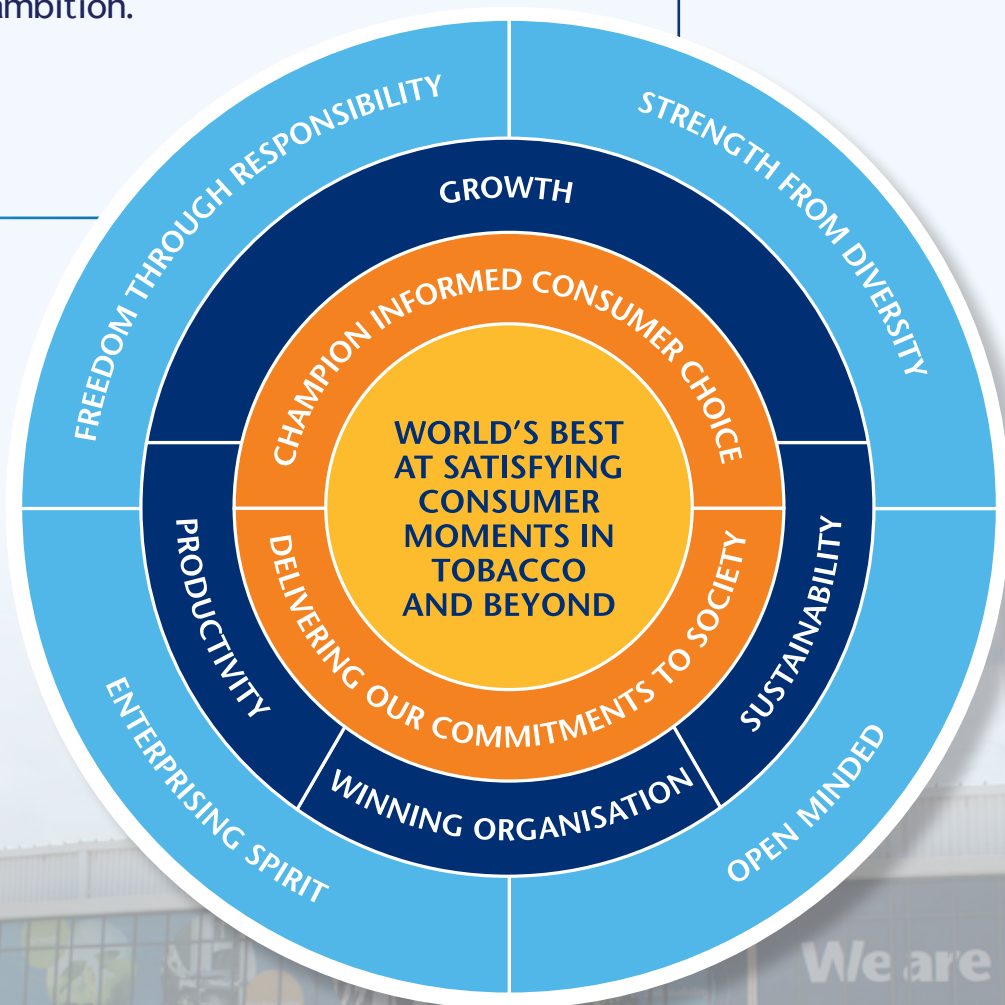 ambition.
FREEDOM THROUGH RESPONSIBILITY
STRENGTH FROM DIVERSITY
GROWTH
CHAMPION INFORMED CONSUMER CHOICE
WORLD'S BEST
AT SATISFYING
CONSUMER
MOMENTS IN
TOBACCO
AND BEYOND
PRODUCTIVITY
SUSTAINABILITY
DELIVERING OUR COMMITMENTS TO SOCIETY
WINNING ORGANISATION
ENTERPRISING SPIRIT
OPEN MINDED
We are